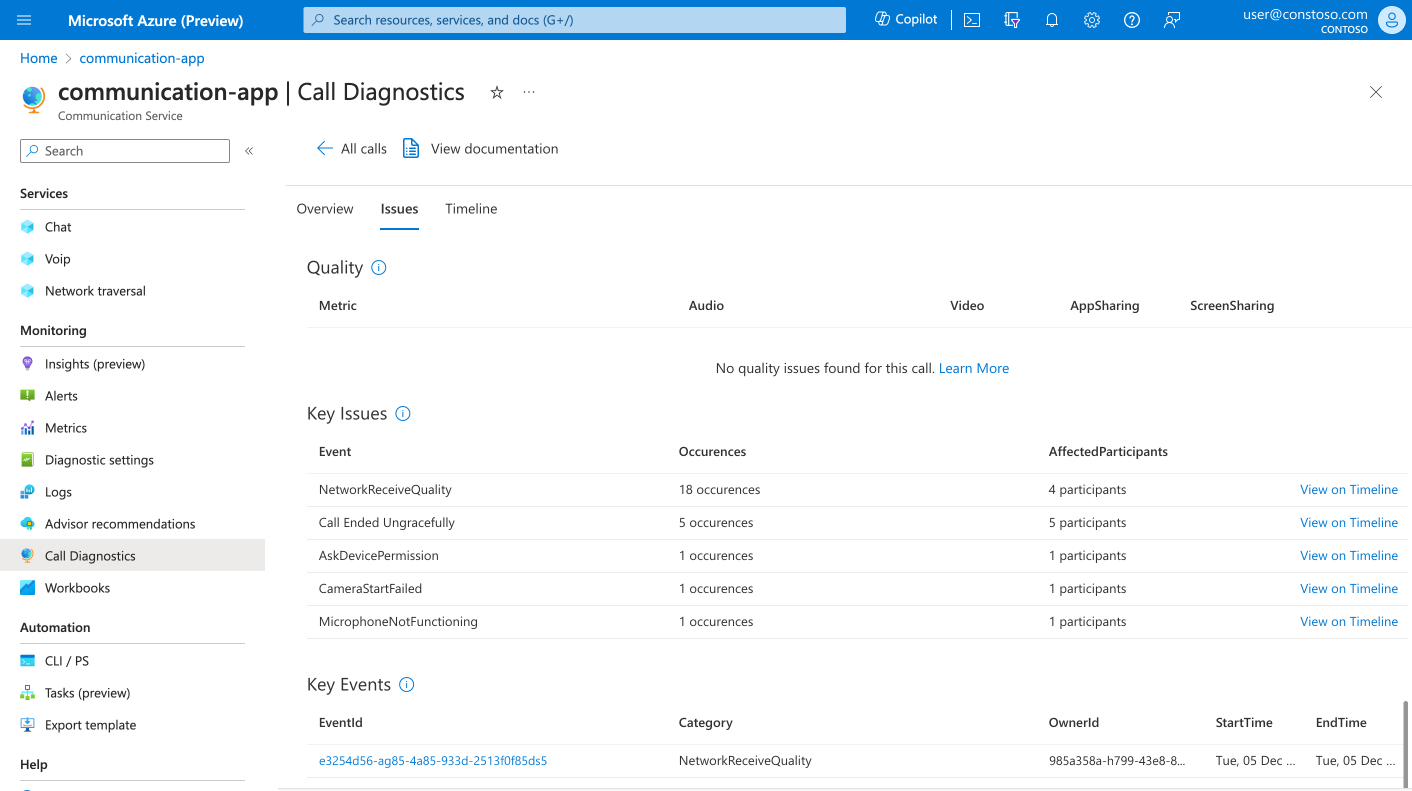 Microsoft Azure (Preview)
Search resources, services, and docs (G+/)
Copilot
user@constoso.com
CONTOSO
Home > communication-app
communication-app | Call Diagnostics
Communication Service
Search
All calls
View documentation
Services
Chat
Voip
Network traversal
Monitoring
Insights (preview)
Alerts
Metrics
Diagnostic settings
Logs
Advisor recommendations
Call Diagnostics
Workbooks
Automation
CLI / PS
Tasks (preview)
Export template
Help
Overview Issues Timeline
Quality
Metric Audio Video AppSharing ScreenSharing
No quality issues found for this call. Learn More
Key Issues
Event Occurences AffectedParticipants
NetworkReceiveQuality 18 occurences 4 participants View on Timeline
Call Ended Ungracefully 5 occurences 5 participants View on Timeline
AskDevicePermission 1 occurences 1 participants View on Timeline
CameraStartFailed 1 occurences 1 participants View on Timeline
MicrophoneNotFunctioning 1 occurences 1 participants View on Timeline
Key Events
EventId Category OwnerId StartTime EndTime
e3254d56-ag85-4a85-933d-2513f0f85ds5 NetworkReceiveQuality 985a358a-h799-43e8-8... Tue, 05 Dec ... Tue, 05 Dec ...